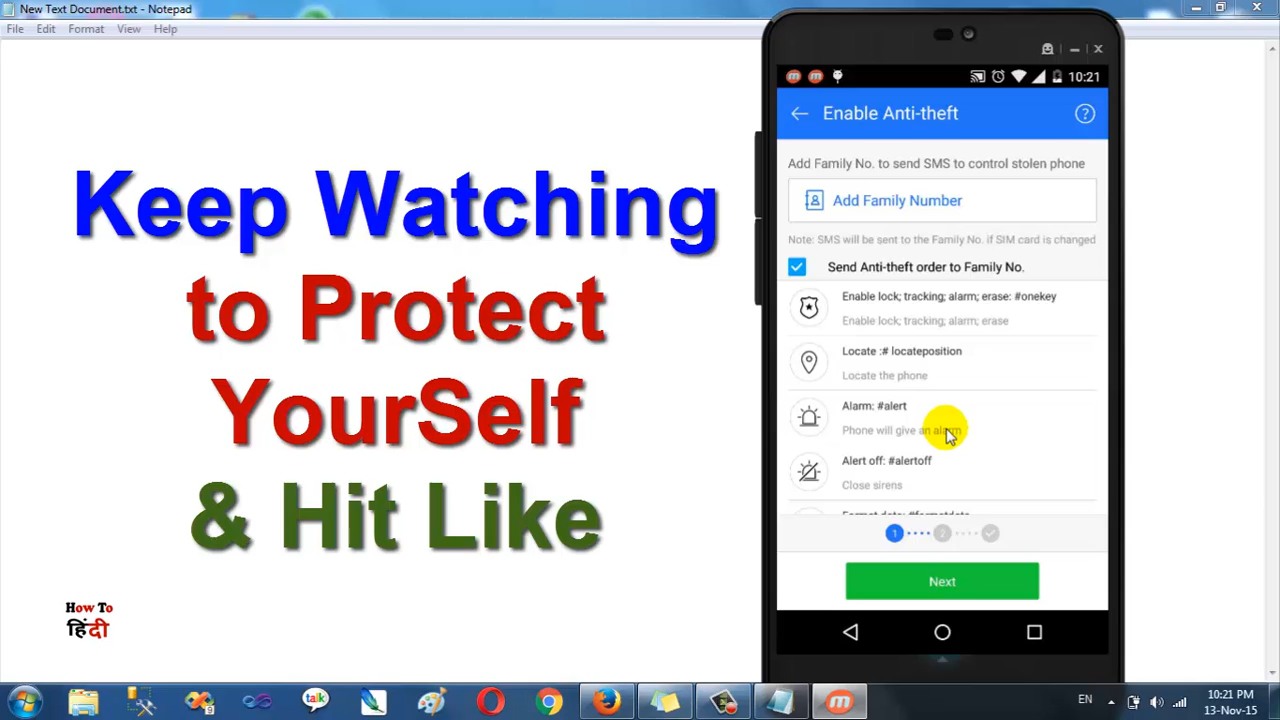 New Text Document.txt - Notepad
File Edit Format View Help
Keep Watching
to Protect
YourSelf
& Hit Like
How To
हिंदी
10:21
Enable Anti-theft
Add Family No. to send SMS to control stolen phone
Add Family Number
Note: SMS will be sent to the Family No. if SIM card is changed
Send Anti-theft order to Family No.
Enable lock; tracking; alarm; erase: #onekey
Enable lock; tracking; alarm; erase
Locate :# locateposition
Locate the phone
Alarm: #alert
Phone will give an alarm
Alert off: #alertoff
Close sirens
1 2
Next
talk
EN
10:21 PM
13-Nov-15